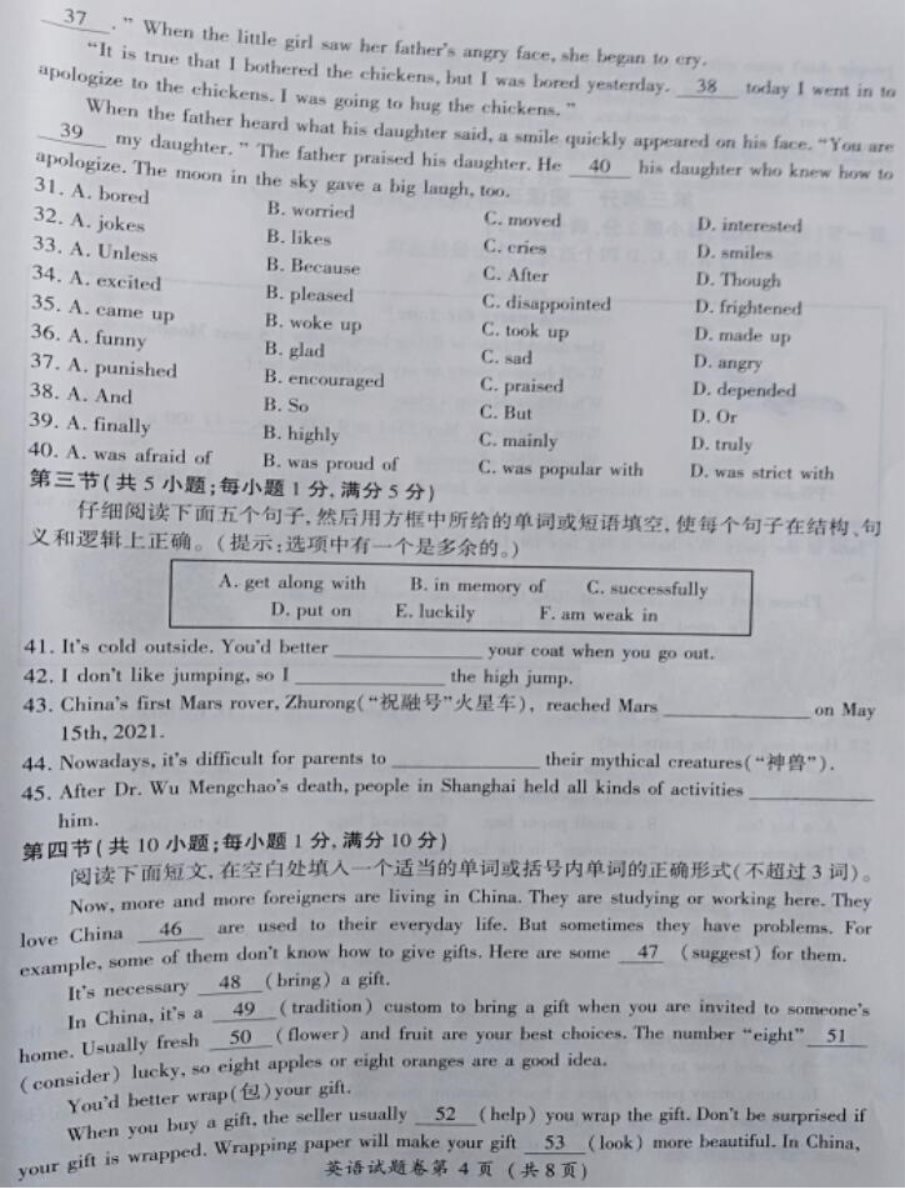 37 . ” When the little girl saw her father's angry face, she began to cry.
“It is true that I bothered the chickens, but I was bored yesterday. 38 today I went in to
apologize to the chickens. I was going to hug the chickens. ”
When the father heard what his daughter said, a smile quickly appeared on his face. “You are
39 my daughter. ” The father praised his daughter. He 40 his daughter who knew how to
apologize. The moon in the sky gave a big laugh, too.
31. A. bored B. worried C. moved D. interested
32. A. jokes B. likes C. cries D. smiles
33. A. Unless B. Because C. After D. Though
34. A. excited B. pleased C. disappointed D. frightened
35. A. came up B. woke up C. took up D. made up
36. A. funny B. glad C. sad D. angry
37. A. punished B. encouraged C. praised D. depended
38. A. And B. So C. But D. Or
39. A. finally B. highly C. mainly D. truly
40. A. was afraid of B. was proud of C. was popular with D. was strict with
第三节(共 5 小题;每小题 1 分,满分 5 分)
仔细阅读下面五个句子,然后用方框中所给的单词或短语填空,使每个句子在结构、句
义和逻辑上正确。(提示:选项中有一个是多余的。)
A. get along with B. in memory of C. successfully
D. put on E. luckily F. am weak in
41. It's cold outside. You'd better ____________ your coat when you go out.
42. I don't like jumping, so I ____________ the high jump.
43. China's first Mars rover, Zhurong(“祝融号”火星车), reached Mars ____________ on May
15th, 2021.
44. Nowadays, it's difficult for parents to ____________ their mythical creatures(“神兽”).
45. After Dr. Wu Mengchao's death, people in Shanghai held all kinds of activities ____________
him.
第四节(共 10 小题;每小题 1 分,满分 10 分)
阅读下面短文,在空白处填入一个适当的单词或括号内单词的正确形式(不超过 3 词)。
Now, more and more foreigners are living in China. They are studying or working here. They
love China 46 are used to their everyday life. But sometimes they have problems. For
example, some of them don't know how to give gifts. Here are some 47 (suggest) for them.
It's necessary 48 (bring) a gift.
In China, it's a 49 (tradition) custom to bring a gift when you are invited to someone's
home. Usually fresh 50 (flower) and fruit are your best choices. The number “eight” 51
(consider) lucky, so eight apples or eight oranges are a good idea.
You'd better wrap(包)your gift.
When you buy a gift, the seller usually 52 (help) you wrap the gift. Don't be surprised if
your gift is wrapped. Wrapping paper will make your gift 53 (look) more beautiful. In China,
英语试题卷第 4 页 (共 8 页)